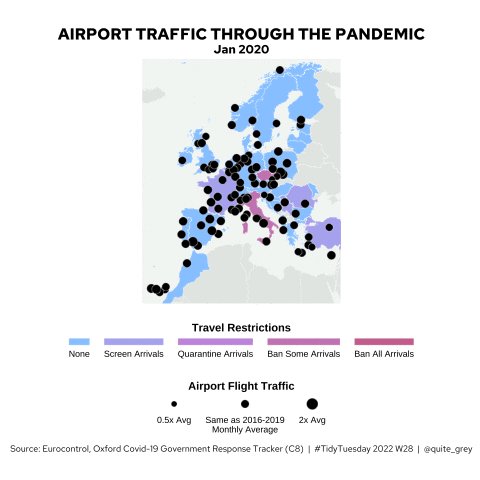 AIRPORT TRAFFIC THROUGH THE PANDEMIC
Jan 2020
Travel Restrictions
None Screen Arrivals Quarantine Arrivals Ban Some Arrivals Ban All Arrivals
Airport Flight Traffic
0.5x Avg Same as 2016-2019 2x Avg
Monthly Average
Source: Eurocontrol, Oxford Covid-19 Government Response Tracker (C8) | #TidyTuesday 2022 W28 | @quite_grey